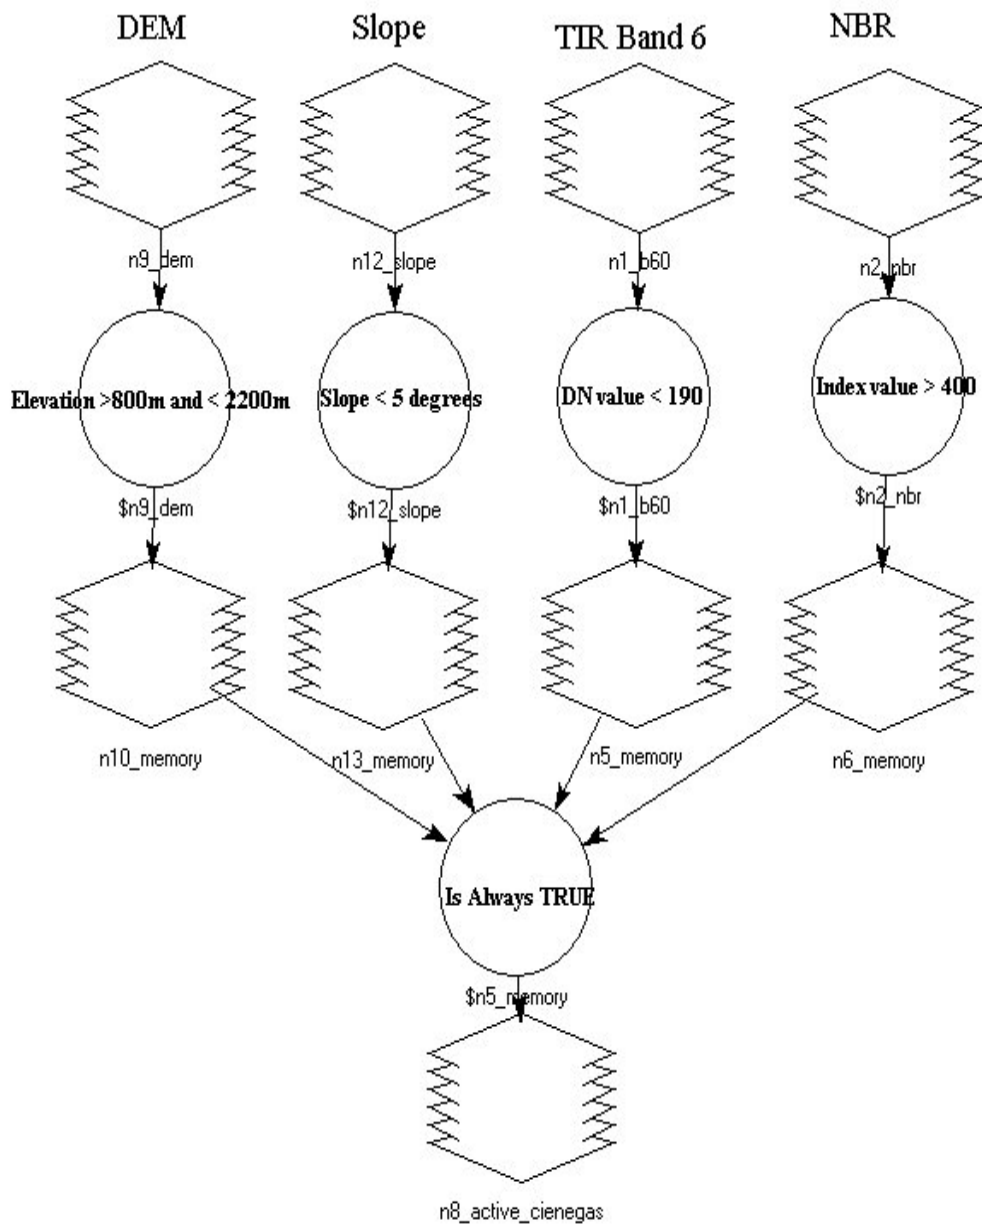 DEM
Slope
TIR Band 6
NBR
n9_dem
n12_slope
n1_b60
n2_nbr
Elevation >800m and < 2200m
Slope < 5 degrees
DN value < 190
Index value > 400
$n9_dem
$n12_slope
$n1_b60
$n2_nbr
n10_memory
n13_memory
n5_memory
n6_memory
Is Always TRUE
$n5_memory
n8_active_cienegas